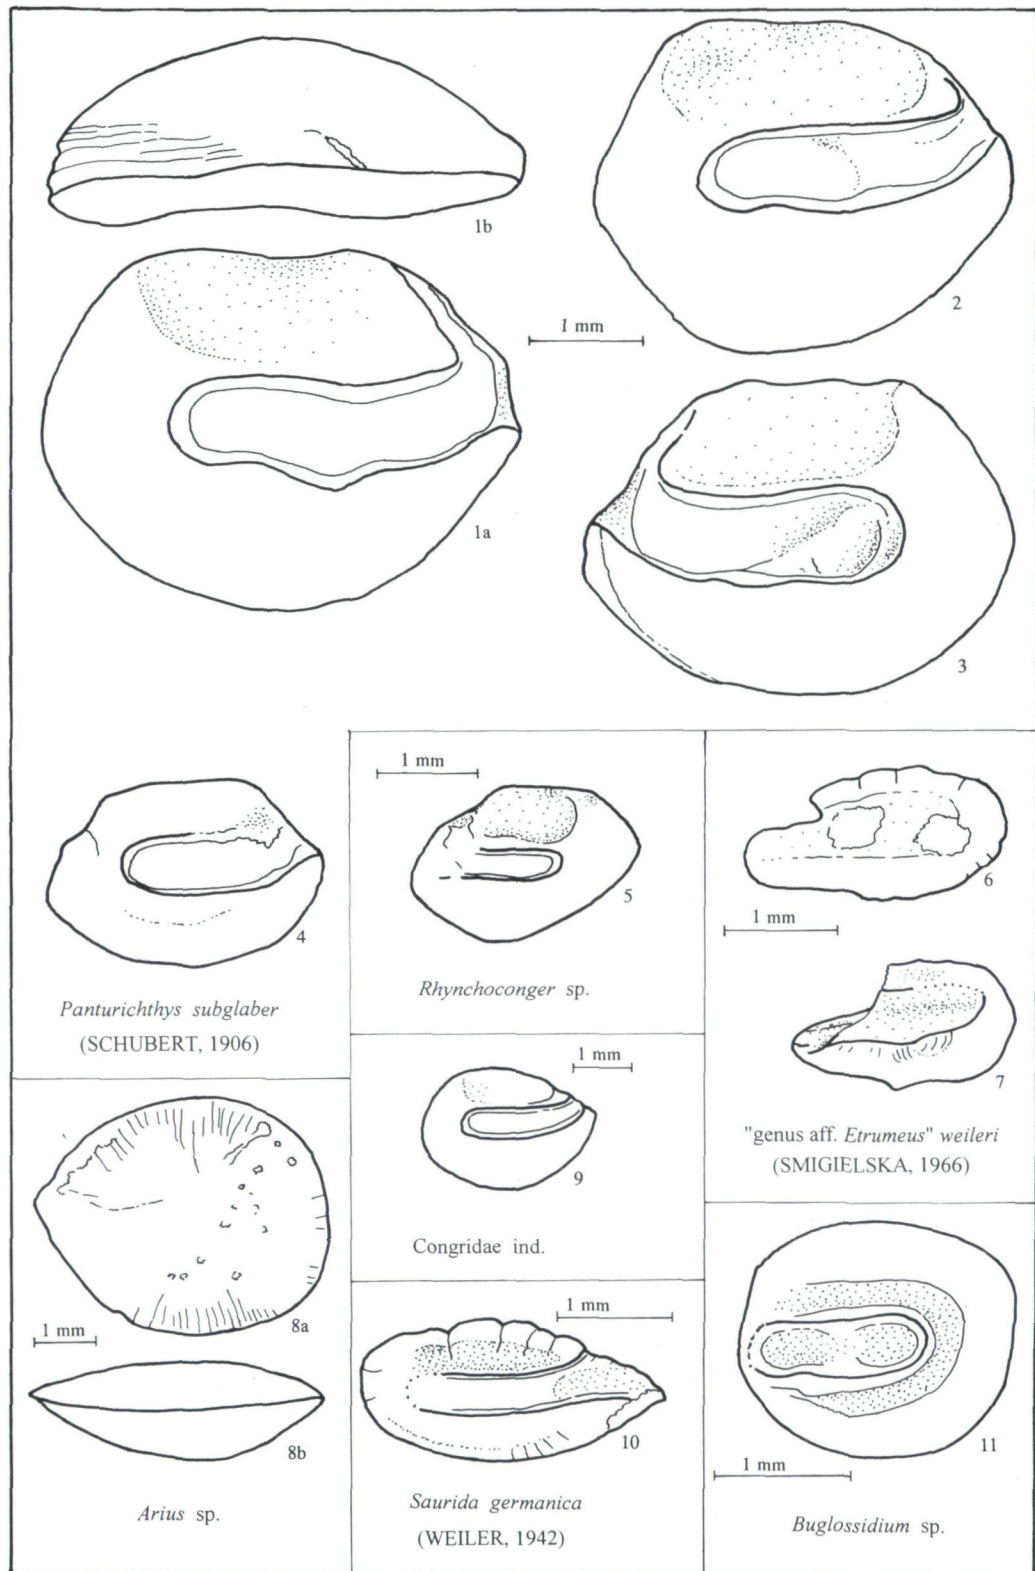 1b
2
1 mm
1a
3
1 mm
4
5
6
1 mm
Panturichthys subglaber
(SCHUBERT, 1906)
Rhynchoconger sp.
7
"genus aff. Etrumeus" weileri
(SMIGIELSKA, 1966)
1 mm
9
Congridae ind.
1 mm
8a
8b
Arius sp.
1 mm
10
Saurida germanica
(WEILER, 1942)
11
1 mm
Buglossidium sp.